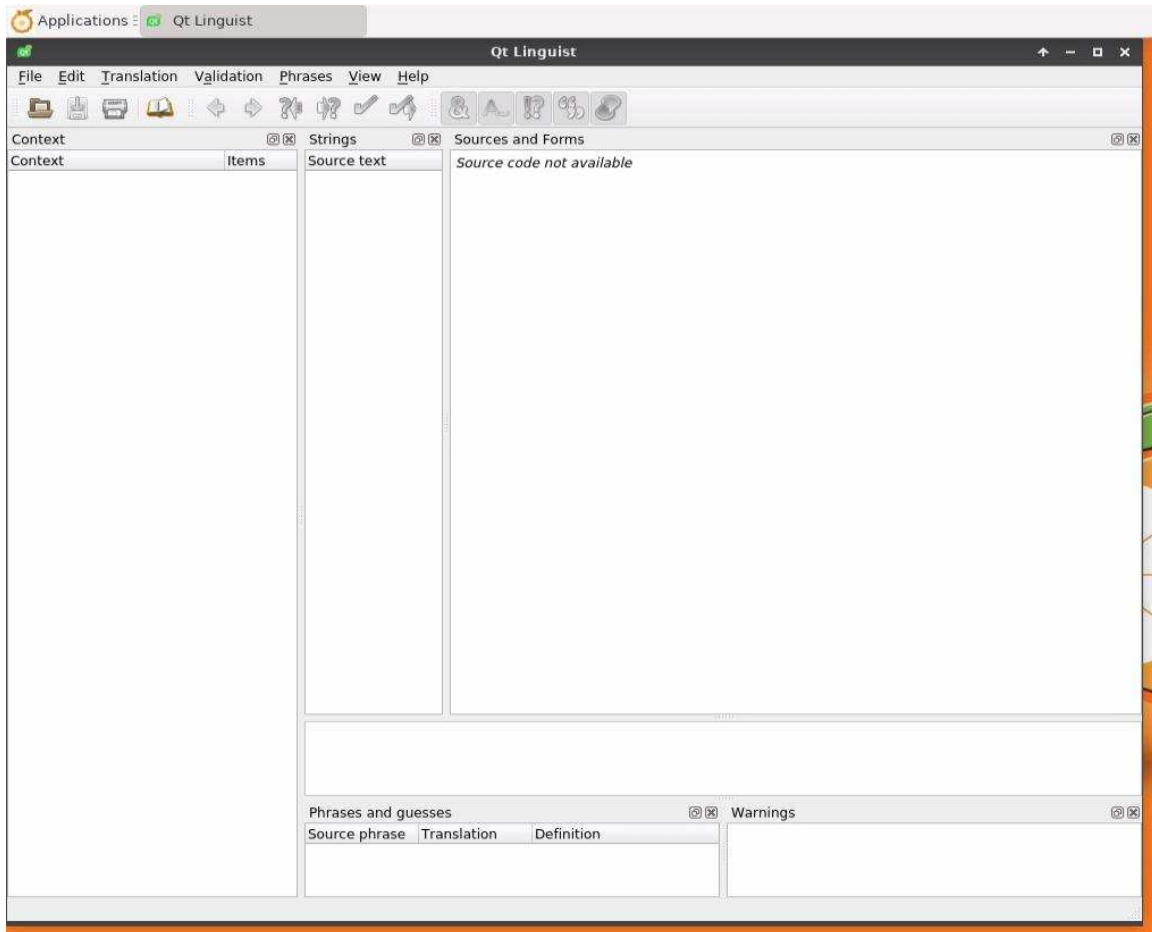 Applications Qt Linguist
Qt Linguist
File Edit Translation Validation Phrases View Help
Context Strings Sources and Forms
Context Items Source text Source code not available
Phrases and guesses Warnings
Source phrase Translation Definition